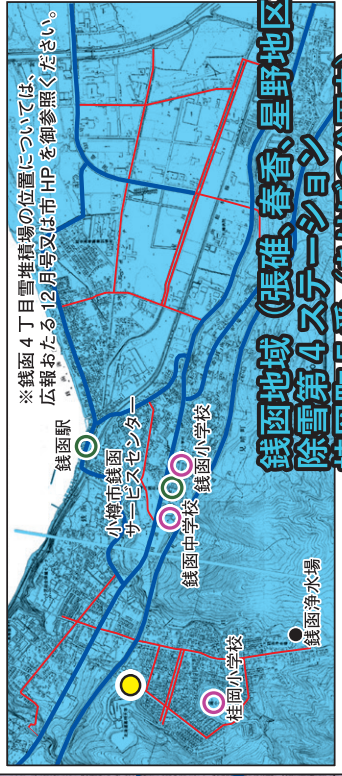 ※銭函４丁目雪堆積場の位置については、
広報おたる 12 月号又は市 HP を御参照ください。
銭函駅
小樽市銭函
サービスセンター
銭函小学校
銭函中学校
桂岡小学校
銭函浄水場
銭函地域（張碓、春香、星野地区
除雪第４ステーション